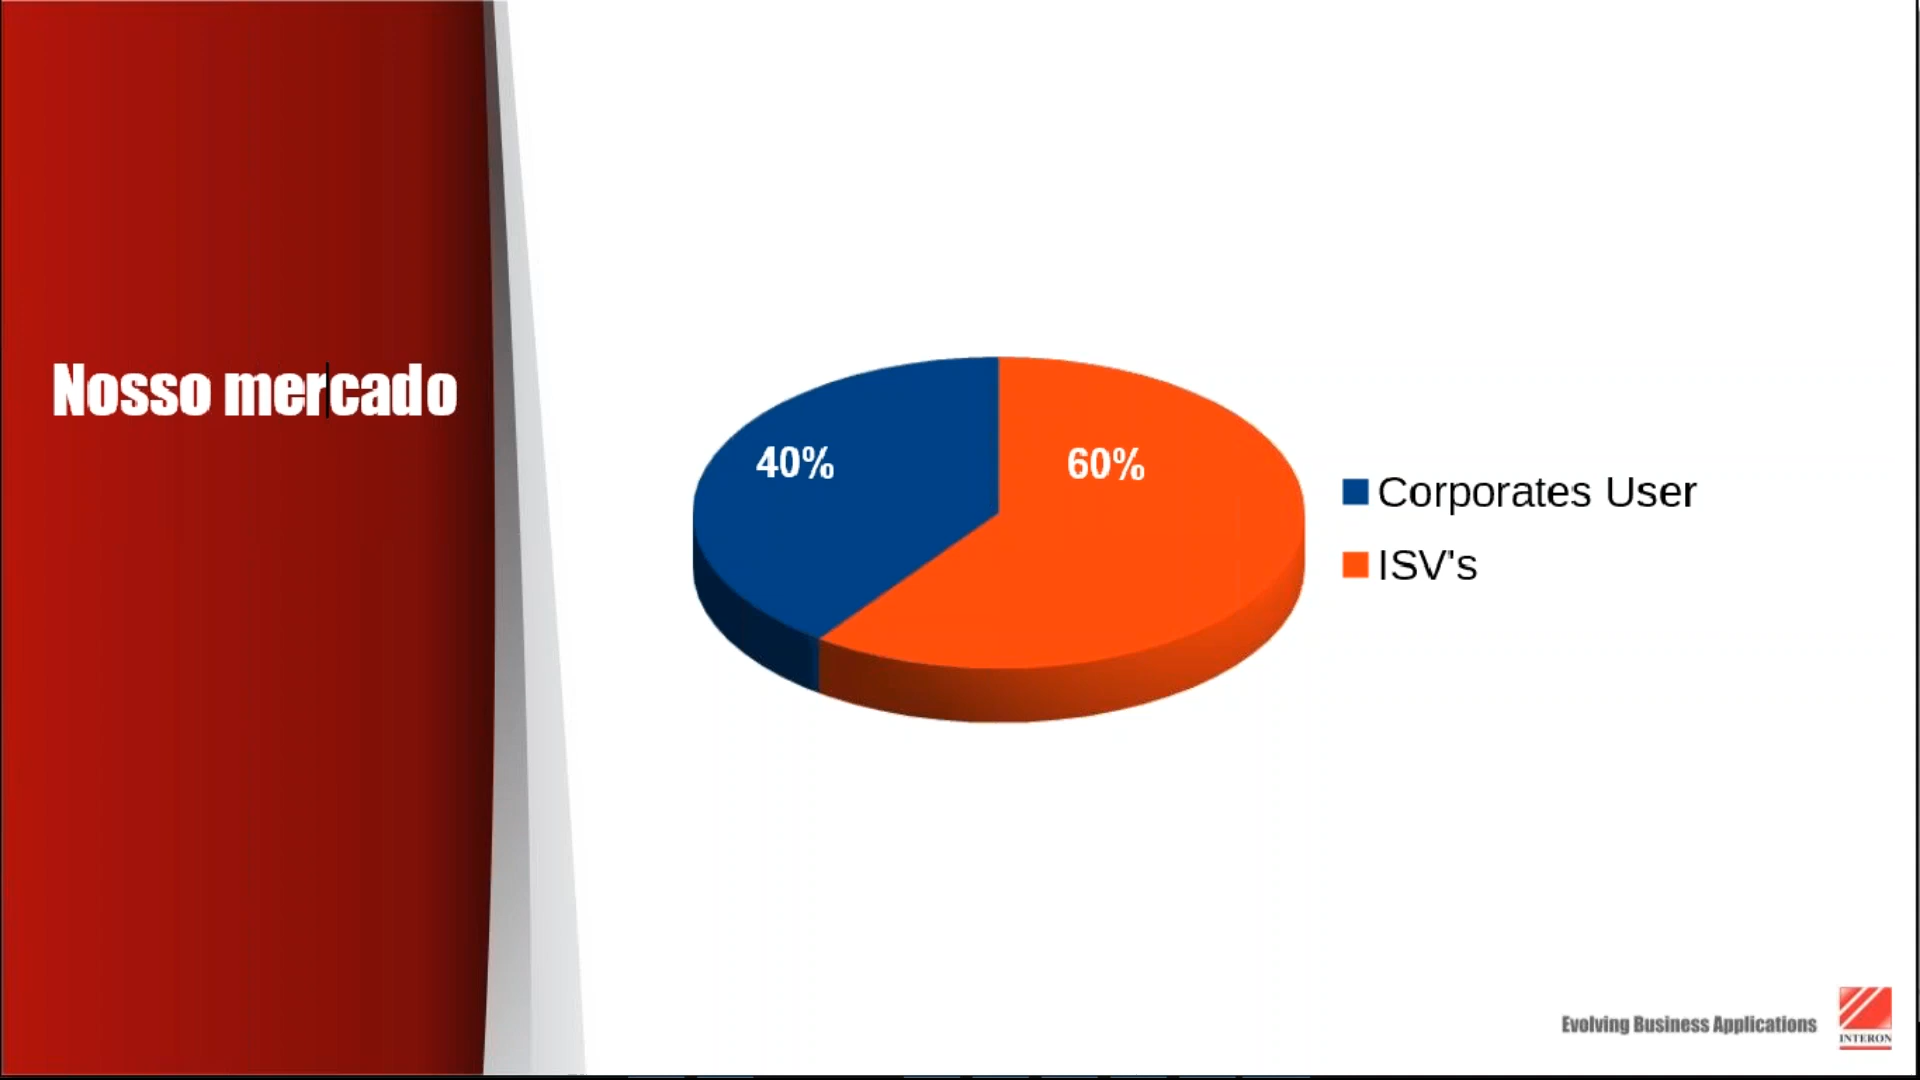 Nosso mercado
40%
60%
Corporates User
ISV's
Evolving Business Applications
INTERON